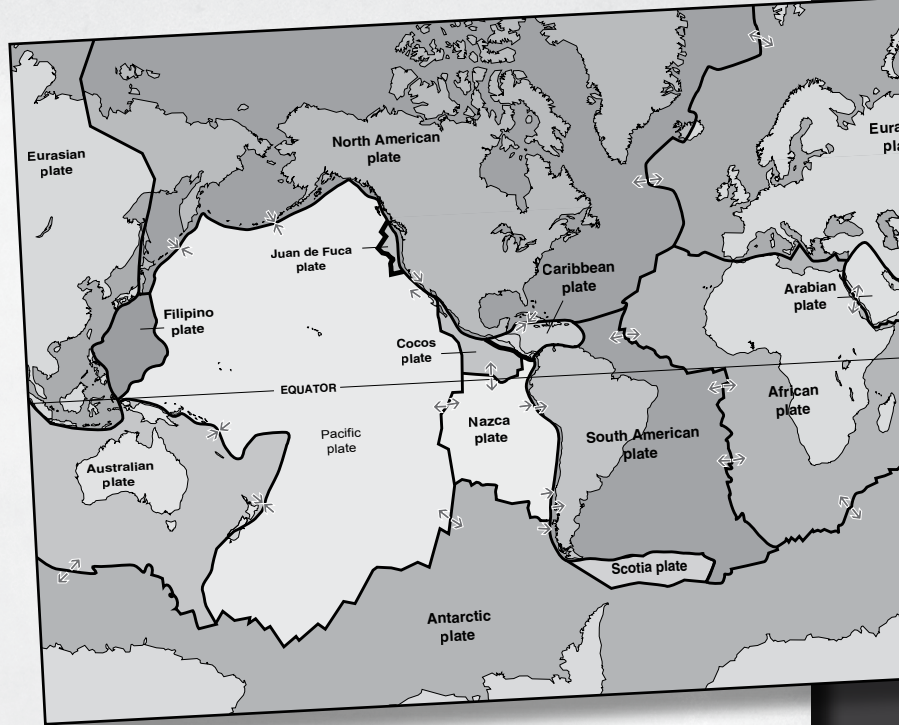 North American
plate
Eurasian
plate
Eura
pla
Juan de Fuca
plate
Caribbean
plate
Arabian
plate
Filipino
plate
Cocos
plate
EQUATOR
African
plate
Nazca
plate
Pacific
plate
South American
plate
Australian
plate
Scotia plate
Antarctic
plate